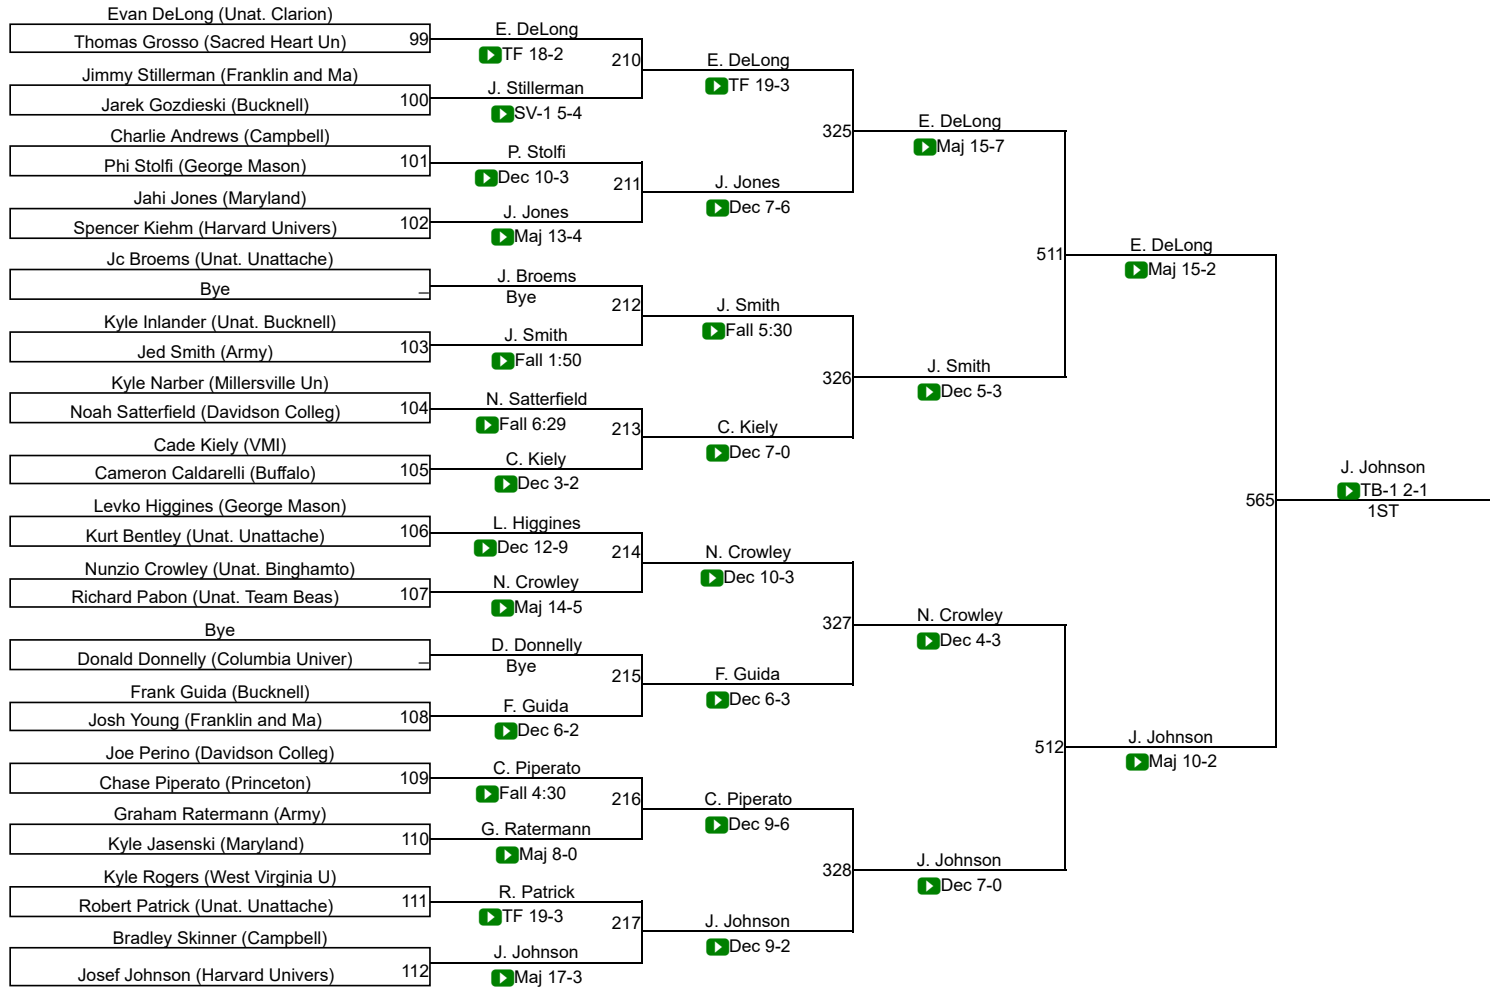 Evan DeLong (Unat. Clarion)
Thomas Grosso (Sacred Heart Un) 99
Jimmy Stillerman (Franklin and Ma)
Jarek Gozdieski (Bucknell) 100
Charlie Andrews (Campbell)
Phi Stolfi (George Mason) 101
Jahi Jones (Maryland)
Spencer Kiehm (Harvard Univers) 102
Jc Broems (Unat. Unattache)
Bye _
Kyle Inlander (Unat. Bucknell)
Jed Smith (Army) 103
Kyle Narber (Millersville Un)
Noah Satterfield (Davidson Colleg) 104
Cade Kiely (VMI)
Cameron Caldarelli (Buffalo) 105
Levko Higgines (George Mason)
Kurt Bentley (Unat. Unattache) 106
Nunzio Crowley (Unat. Binghamto)
Richard Pabon (Unat. Team Beas) 107
Bye
Donald Donnelly (Columbia Univer) _
Frank Guida (Bucknell)
Josh Young (Franklin and Ma) 108
Joe Perino (Davidson Colleg)
Chase Piperato (Princeton) 109
Graham Ratermann (Army)
Kyle Jasenski (Maryland) 110
Kyle Rogers (West Virginia U)
Robert Patrick (Unat. Unattache) 111
Bradley Skinner (Campbell)
Josef Johnson (Harvard Univers) 112
E. DeLong
TF 18-2
210
J. Stillerman
SV-1 5-4
P. Stolfi
Dec 10-3
211
J. Jones
Maj 13-4
J. Broems
Bye
212
J. Smith
Fall 1:50
N. Satterfield
Fall 6:29
213
C. Kiely
Dec 3-2
L. Higgines
Dec 12-9
214
N. Crowley
Maj 14-5
D. Donnelly
Bye
215
F. Guida
Dec 6-2
C. Piperato
Fall 4:30
216
G. Ratermann
Maj 8-0
R. Patrick
TF 19-3
217
J. Johnson
Maj 17-3
E. DeLong
TF 19-3
325
J. Jones
Dec 7-6
J. Smith
Fall 5:30
326
C. Kiely
Dec 7-0
N. Crowley
Dec 10-3
327
F. Guida
Dec 6-3
C. Piperato
Dec 9-6
328
J. Johnson
Dec 9-2
E. DeLong
Maj 15-7
511
J. Smith
Dec 5-3
N. Crowley
Dec 4-3
512
J. Johnson
Dec 7-0
E. DeLong
Maj 15-2
565
J. Johnson
Maj 10-2
J. Johnson
TB-1 2-1
1ST